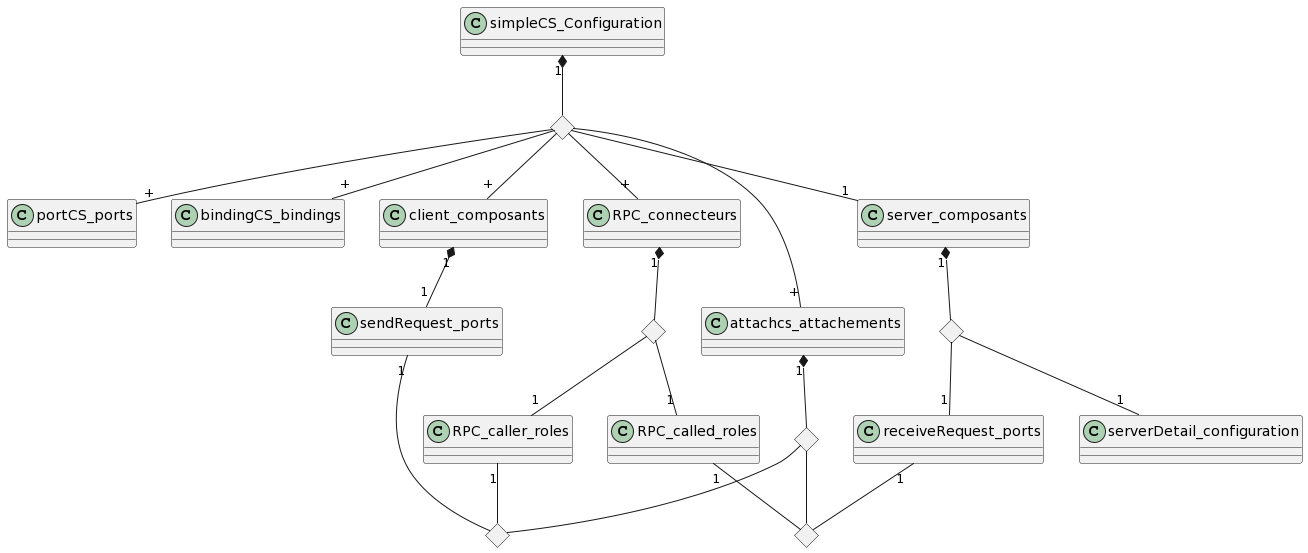 C simpleCS_Configuration
1
+ + + + 1
C portCS_ports C bindingCS_bindings C client_composants C RPC_connecteurs C server_composants
1 1 1
1 +
C sendRequest_ports C attachcs_attachements
1 1
1 1 1 1
C RPC_caller_roles C RPC_called_roles C receiveRequest_ports C serverDetail_configuration
1 1 1